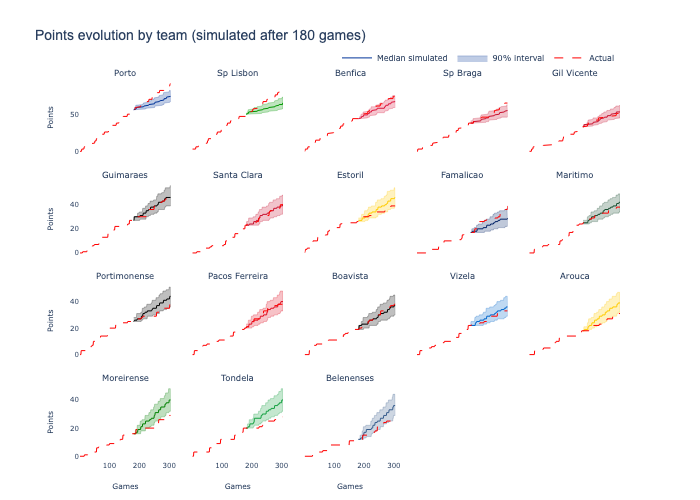 Points evolution by team (simulated after 180 games)
Median simulated 90% interval Actual
Porto Sp Lisbon Benfica Sp Braga Gil Vicente
Points
50
0
Guimaraes Santa Clara Estoril Famalicao Maritimo
Points
40
20
0
Portimonense Pacos Ferreira Boavista Vizela Arouca
Points
40
20
0
Moreirense Tondela Belenenses
Points
40
20
0
100 200 300 100 200 300 100 200 300
Games Games Games